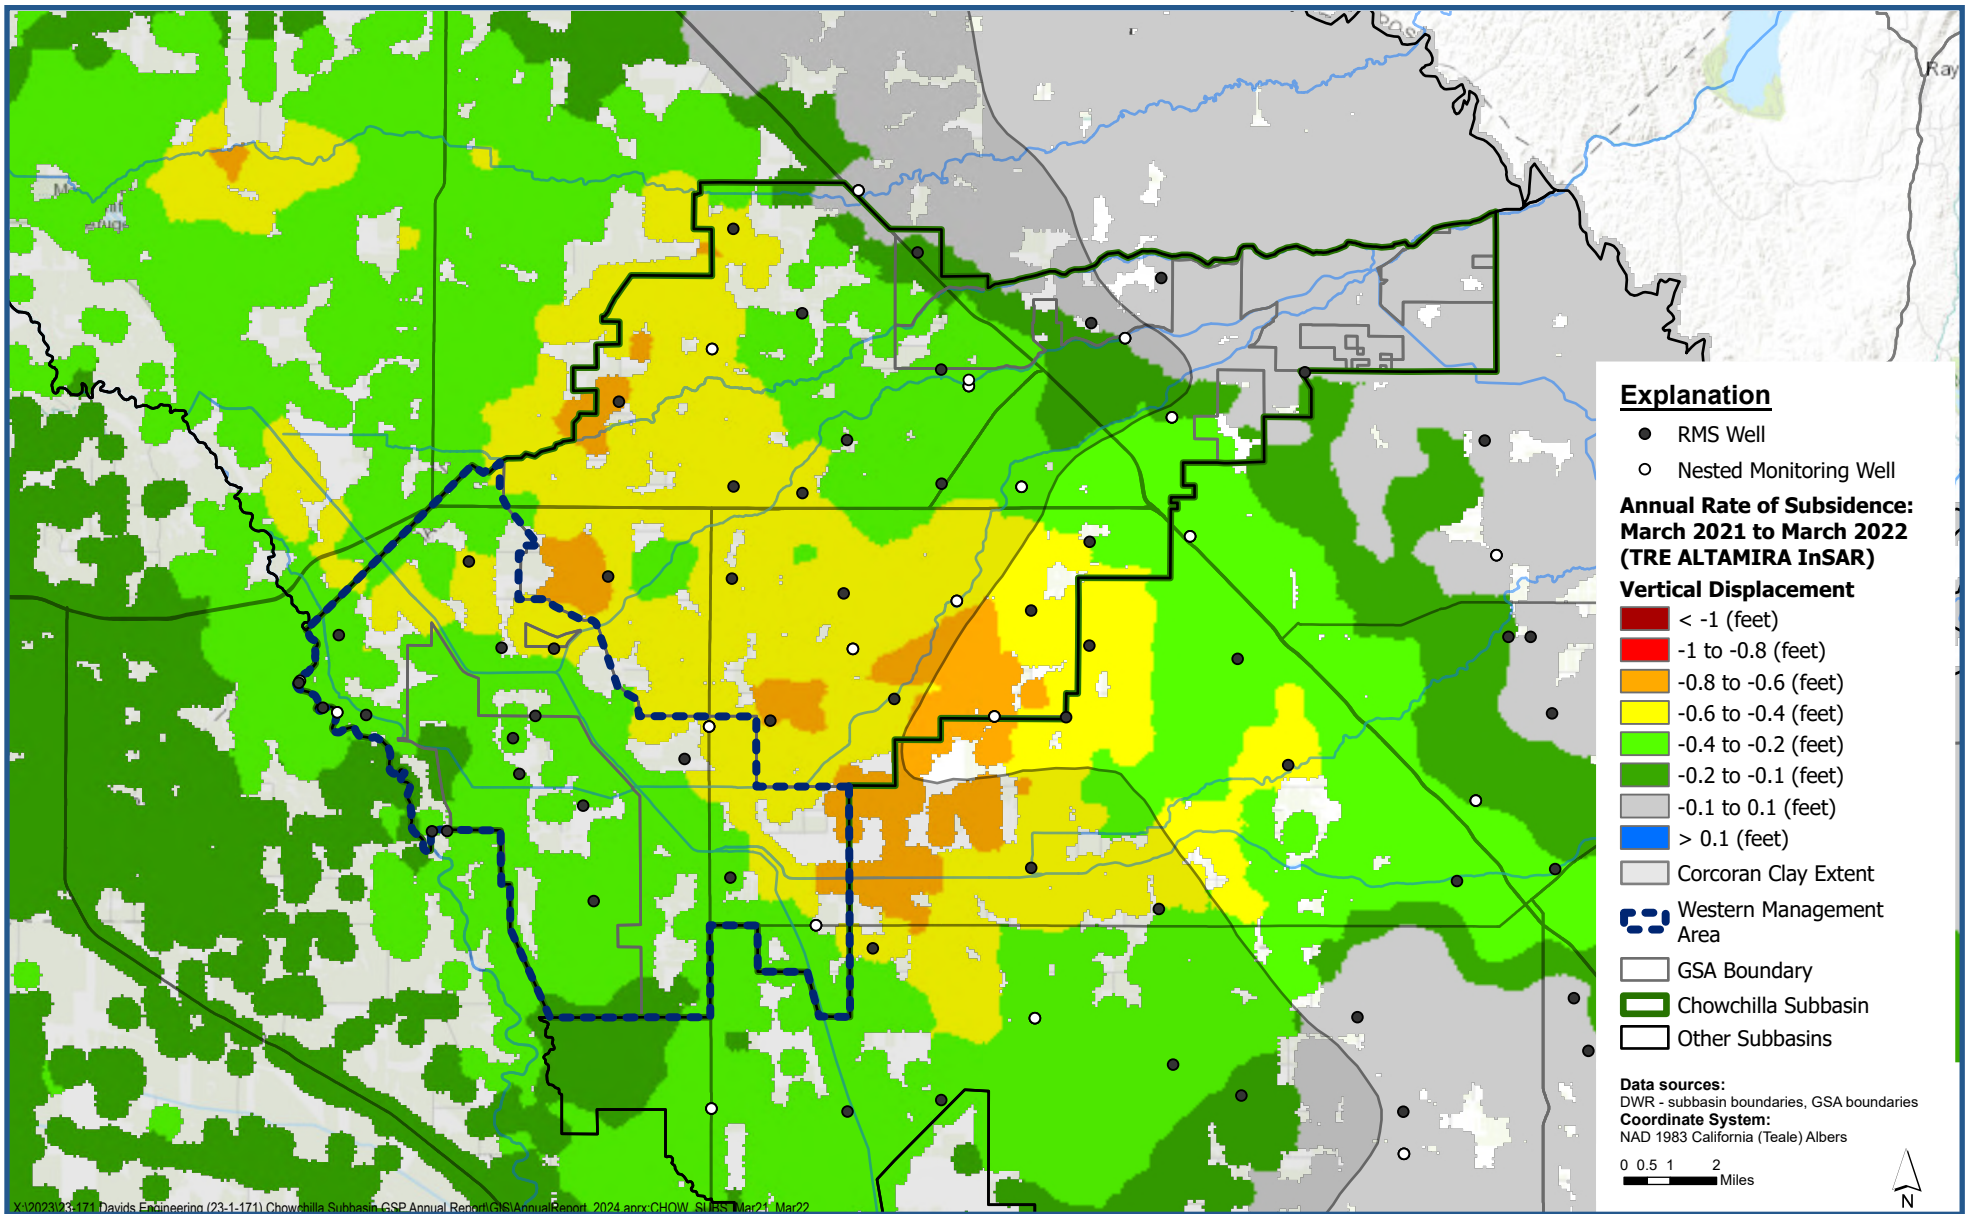 Ray
Explanation
RMS Well
Nested Monitoring Well
Annual Rate of Subsidence:
March 2021 to March 2022
(TRE ALTAMIRA InSAR)
Vertical Displacement
< -1 (feet)
-1 to -0.8 (feet)
-0.8 to -0.6 (feet)
-0.6 to -0.4 (feet)
-0.4 to -0.2 (feet)
-0.2 to -0.1 (feet)
-0.1 to 0.1 (feet)
> 0.1 (feet)
Corcoran Clay Extent
Western Management
Area
GSA Boundary
Chowchilla Subbasin
Other Subbasins
Data sources:
DWR - subbasin boundaries, GSA boundaries
Coordinate System:
NAD 1983 California (Teale) Albers
0 0.5 1 2
Miles
N
X:\2023\23-171 Davids Engineering (23-1-171) Chowchilla Subbasin GSP Annual Report\GIS\AnnualReport_2024.aprx:CHOW_SUBS_Mar21_Mar22